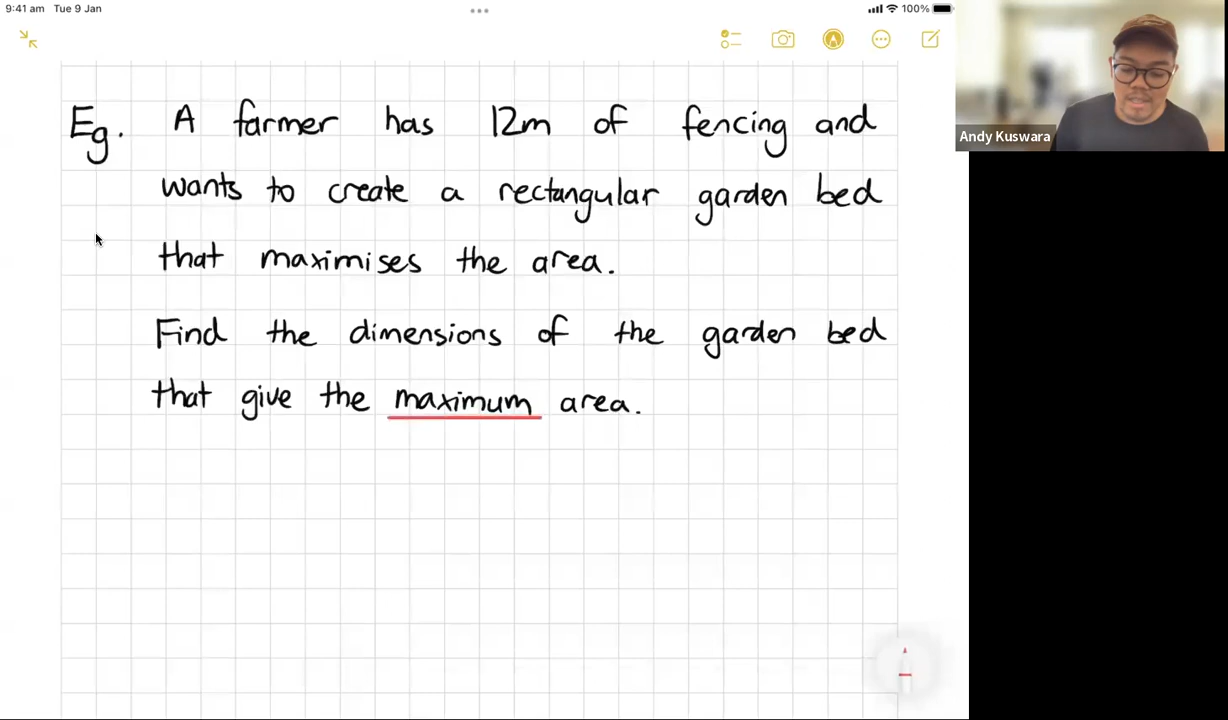 9:41 am Tue 9 Jan
100%
Andy Kuswara
Eg. A farmer has 12m of fencing and
wants to create a rectangular garden bed
that maximises the area.
Find the dimensions of the garden bed
that give the maximum area.